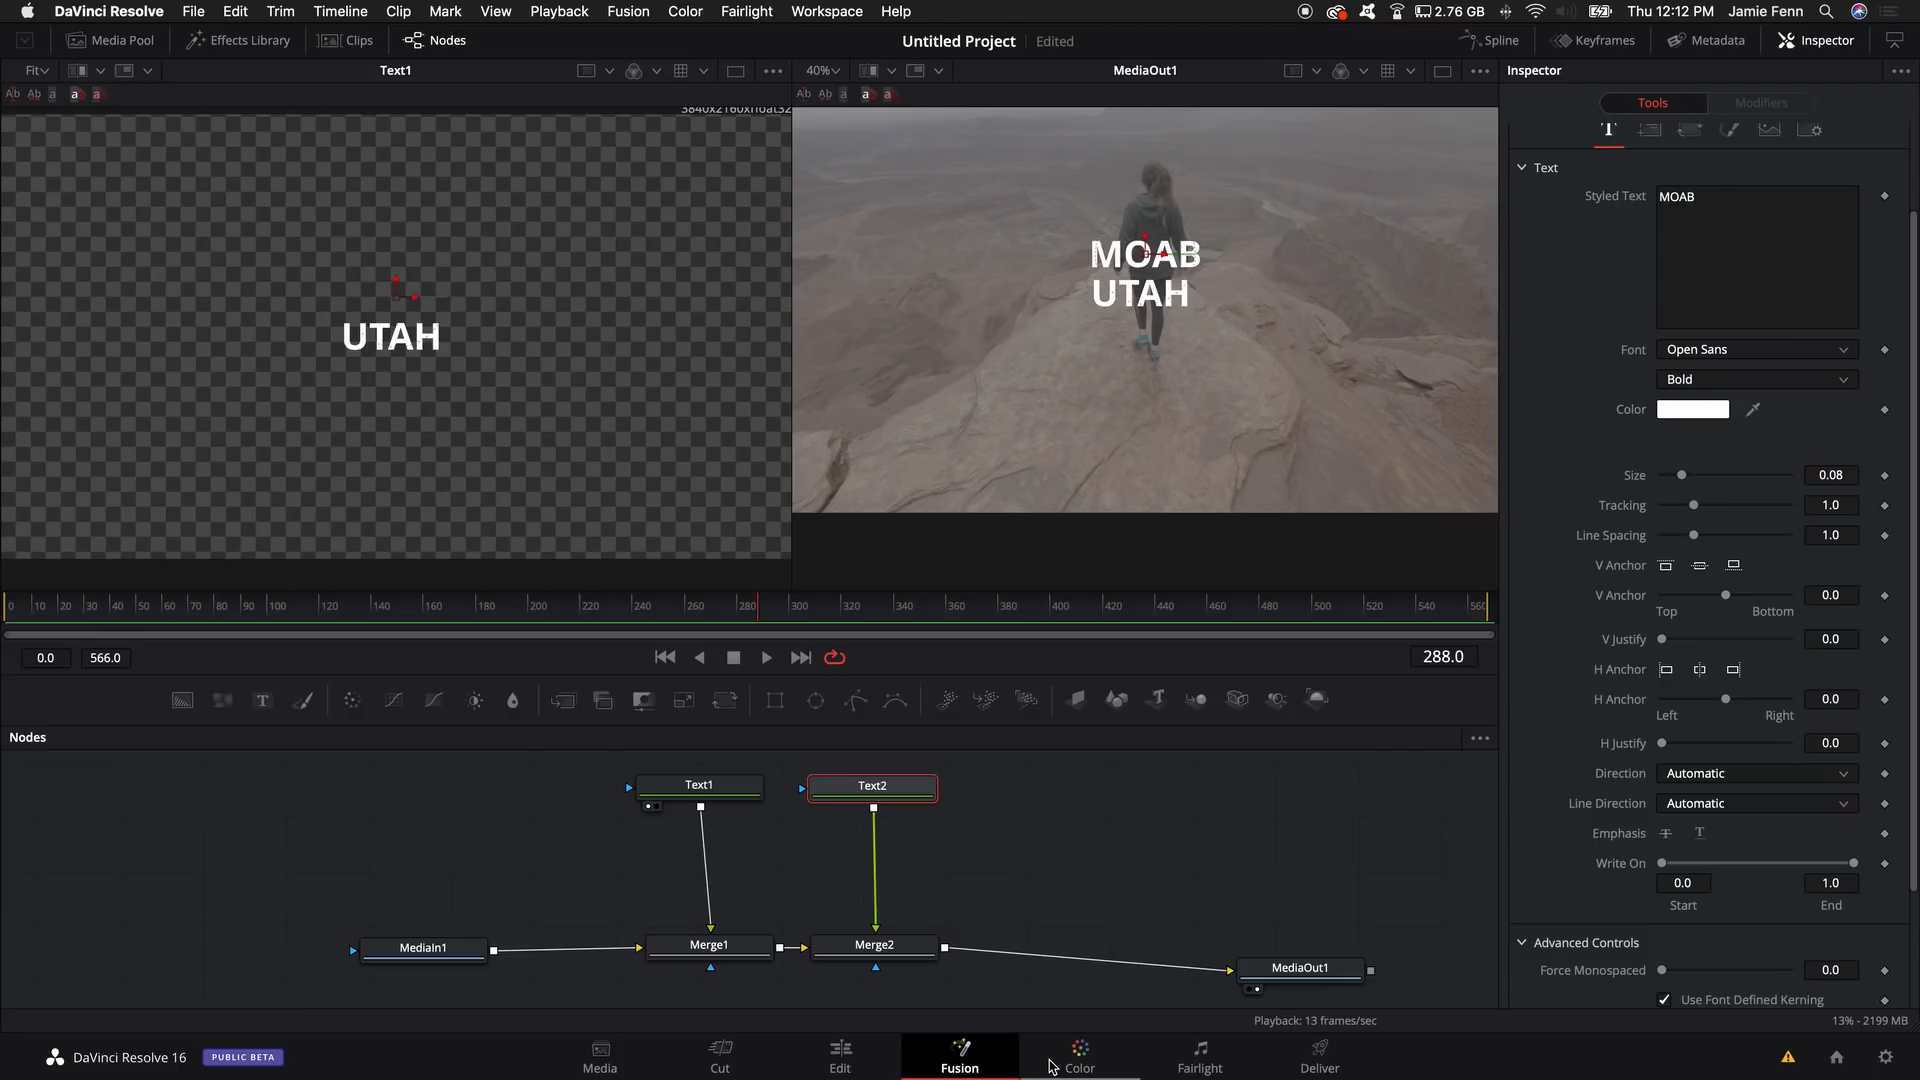 DaVinci Resolve File Edit Trim Timeline Clip Mark View Playback Fusion Color Fairlight Workspace Help 2.76 GB Thu 12:12 PM Jamie Fenn
Media Pool Effects Library Clips Nodes Untitled Project Edited Spline Keyframes Metadata Inspector
Fit Text1 40% MediaOut1 Inspector
Ab Ab a a a Ab Ab a a a
Tools Modifiers
3840x2160xfloat32
UTAH
MOAB
UTAH
Text
Styled Text MOAB
Font Open Sans
Bold
Color
Size 0.08
Tracking 1.0
Line Spacing 1.0
V Anchor
V Anchor 0.0
Top Bottom
V Justify 0.0
H Anchor
H Anchor 0.0
Left Right
H Justify 0.0
Direction Automatic
Line Direction Automatic
Emphasis
Write On
0.0 1.0
Start End
Advanced Controls
Force Monospaced 0.0
Use Font Defined Kerning
0 10 20 30 40 50 60 70 80 90 100 120 140 160 180 200 220 240 260 280 300 320 340 360 380 400 420 440 460 480 500 520 540 560
0.0 566.0 288.0
Nodes
Text1 Text2
MediaIn1 Merge1 Merge2 MediaOut1
Playback: 13 frames/sec 13% - 2199 MB
DaVinci Resolve 16 PUBLIC BETA Media Cut Edit Fusion Color Fairlight Deliver